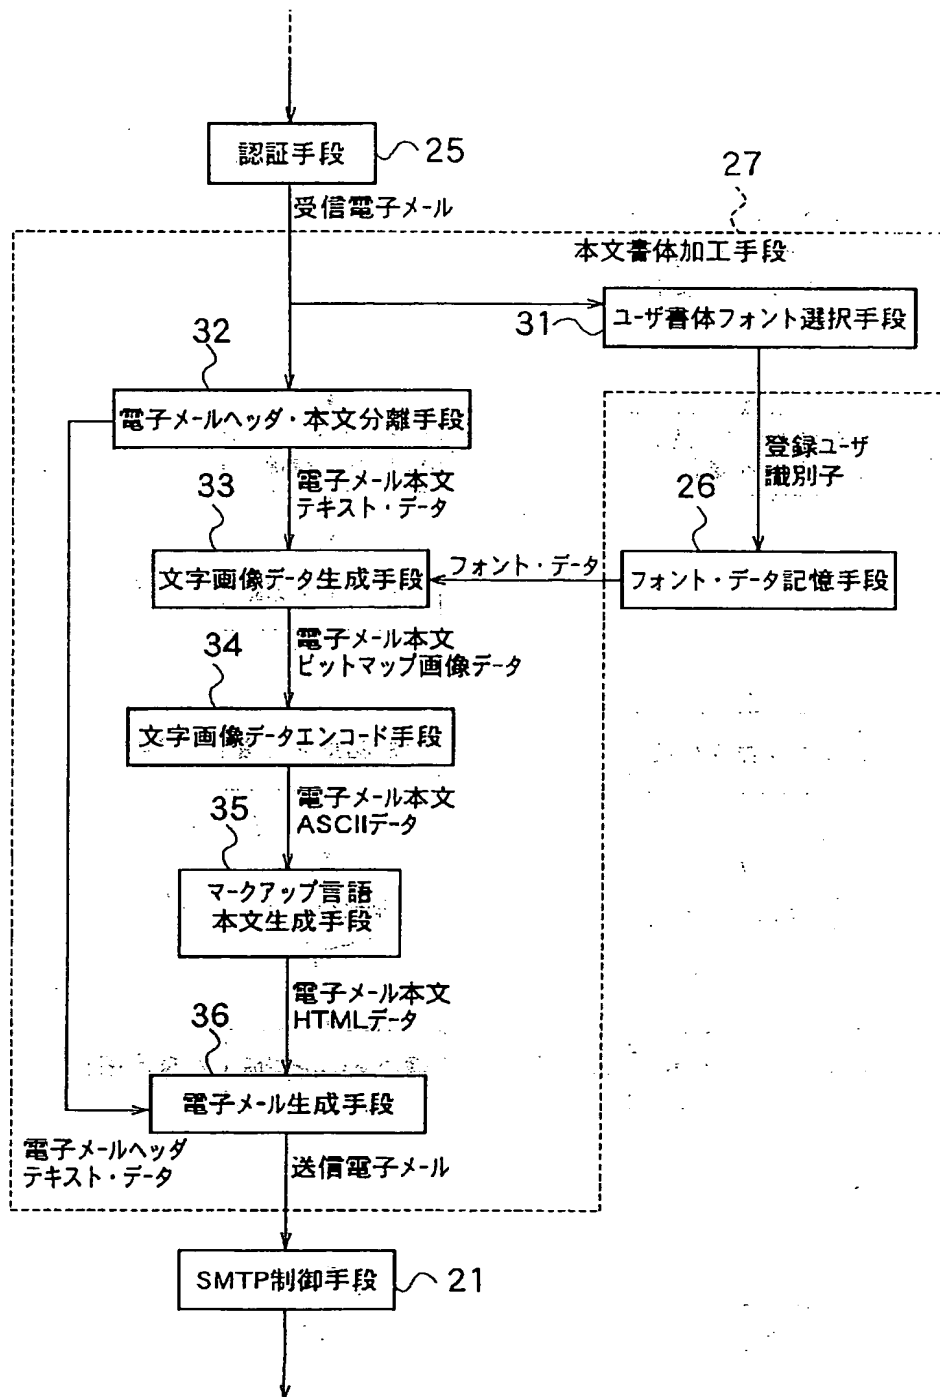 認証手段
25
受信電子メール
27
本文書体加工手段
31
ユーザ書体フォント選択手段
32
電子メールヘッダ・本文分離手段
登録ユーザ
識別子
電子メール本文
テキスト・データ
33
26
文字画像データ生成手段
フォント・データ
フォント・データ記憶手段
電子メール本文
ビットマップ画像データ
34
文字画像データエンコード手段
電子メール本文
ASCIIデータ
35
マークアップ言語
本文生成手段
電子メール本文
HTMLデータ
36
電子メール生成手段
電子メールヘッダ
テキスト・データ
送信電子メール
SMTP制御手段
21